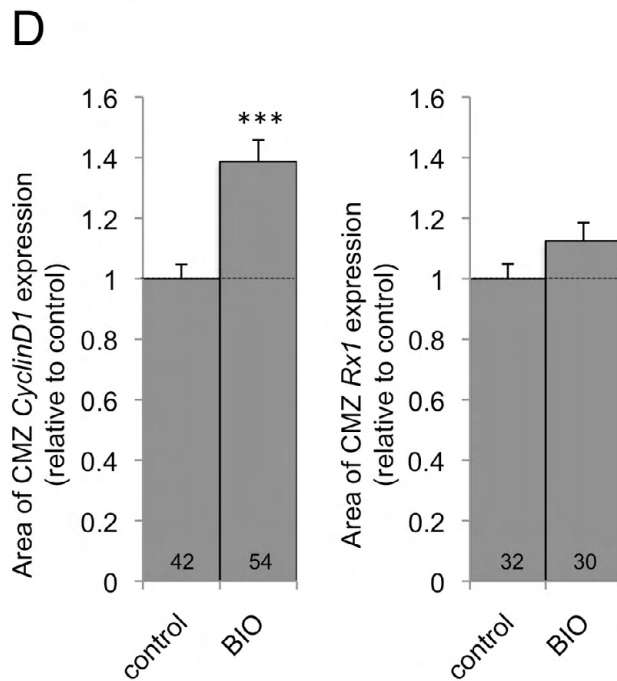 D
Area of CMZ CyclinD1 expression
(relative to control)
1.6
1.4
1.2
1
0.8
0.6
0.4
0.2
0
***
42
54
control
BIO
Area of CMZ Rx1 expression
(relative to control)
1.6
1.4
1.2
1
0.8
0.6
0.4
0.2
0
32
30
control
BIO